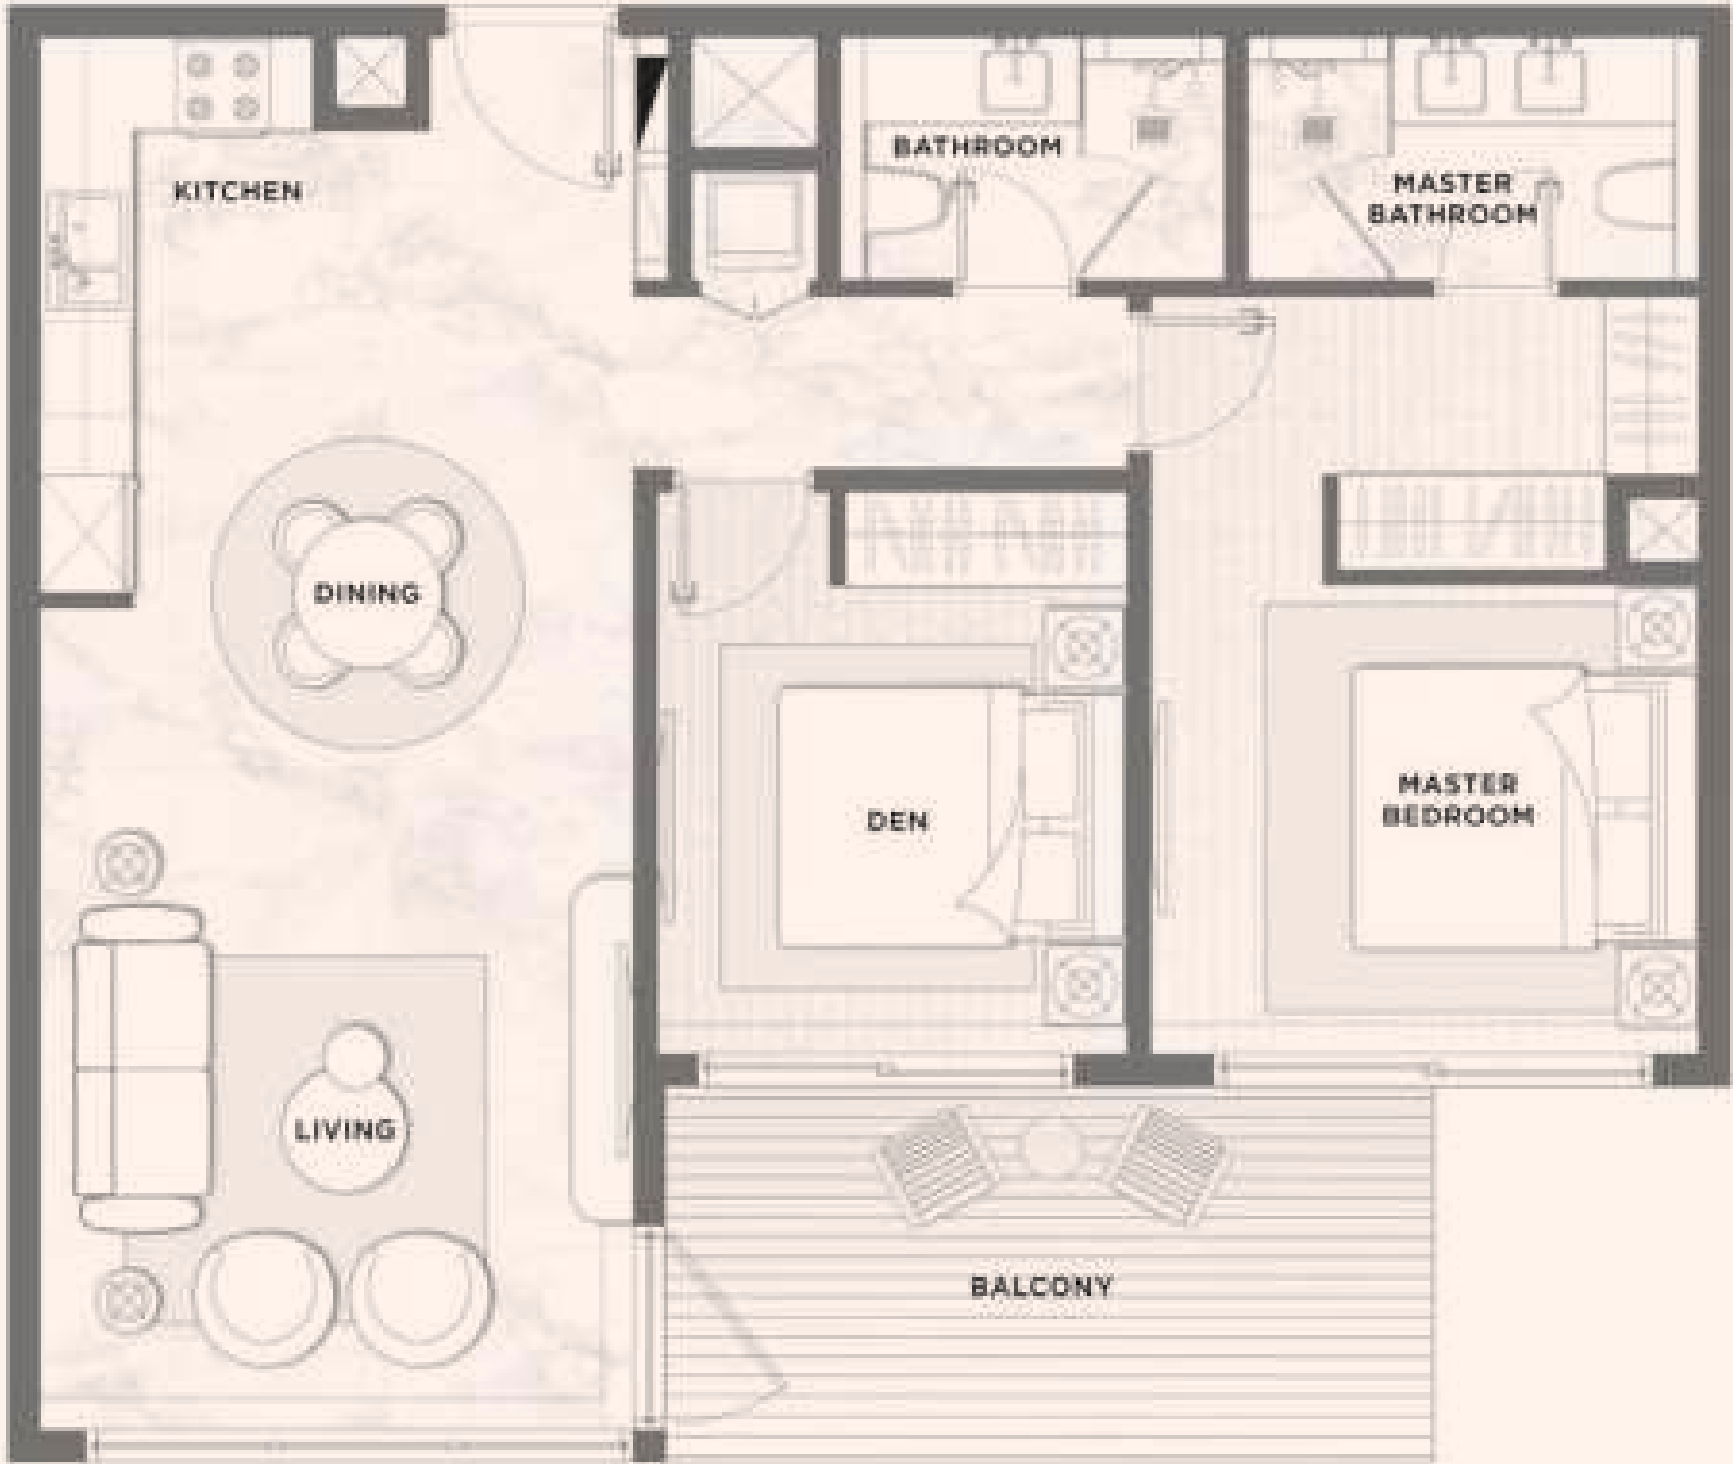 BATHROOM
KITCHEN
MASTER
BATHROOM
DINING
DEN
MASTER
BEDROOM
LIVING
BALCONY